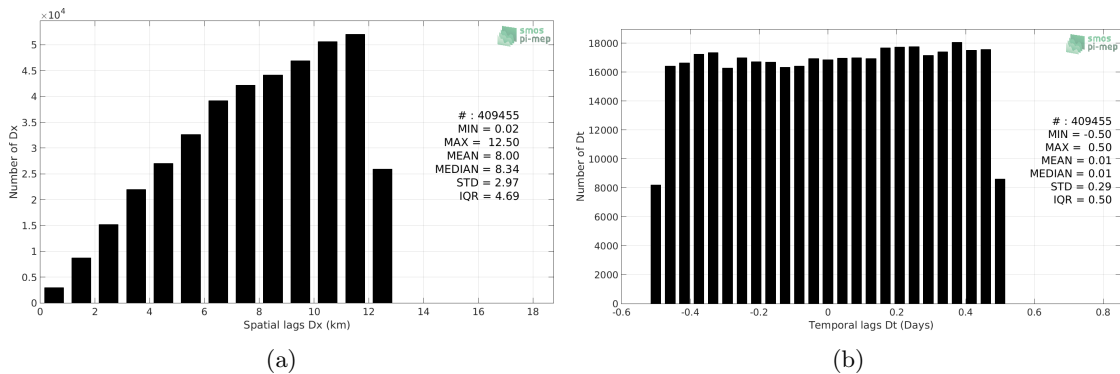 ×10⁴
5
4.5
4
3.5
3
2.5
2
1.5
1
0.5
0
Number of Dx
0 2 4 6 8 10 12 14 16 18
Spatial lags Dx (km)
smos
pi-mep
# : 409455
MIN = 0.02
MAX = 12.50
MEAN = 8.00
MEDIAN = 8.34
STD = 2.97
IQR = 4.69
(a)
18000
16000
14000
12000
10000
8000
6000
4000
2000
0
Number of Dt
-0.6 -0.4 -0.2 0 0.2 0.4 0.6 0.8
Temporal lags Dt (Days)
smos
pi-mep
# : 409455
MIN = -0.50
MAX = 0.50
MEAN = 0.01
MEDIAN = 0.01
STD = 0.29
IQR = 0.50
(b)